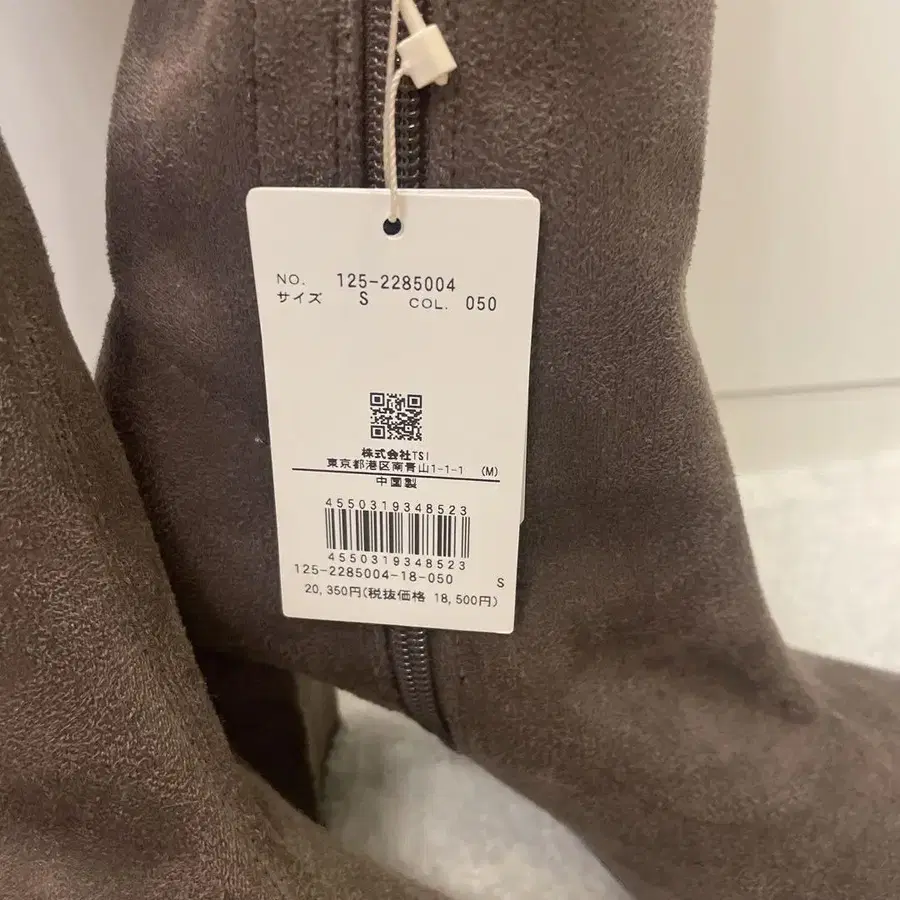 NO. 125-2285004
サイズ S COL. 050
株式会社TSI
東京都港区南青山1-1-1 (M)
中国製
4550319348523
4550319348523
125-2285004-18-050 S
20,350円(税抜価格 18,500円)